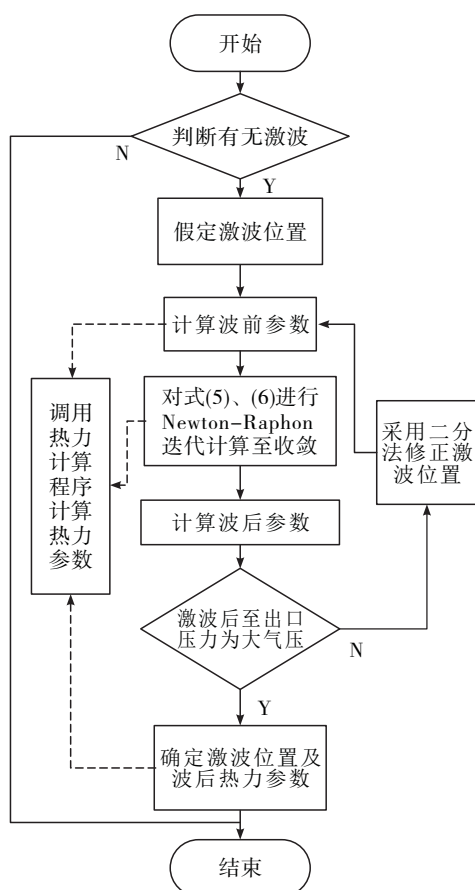 开始
判断有无激波
N
Y
假定激波位置
计算波前参数
对式(5)、(6)进行
Newton-Raphon
迭代计算至收敛
调用
热力
计算
程序
计算
热力
参数
采用二分
法修正激
波位置
计算波后参数
激波后至出口
压力为大气压
N
Y
确定激波位置及
波后热力参数
结束